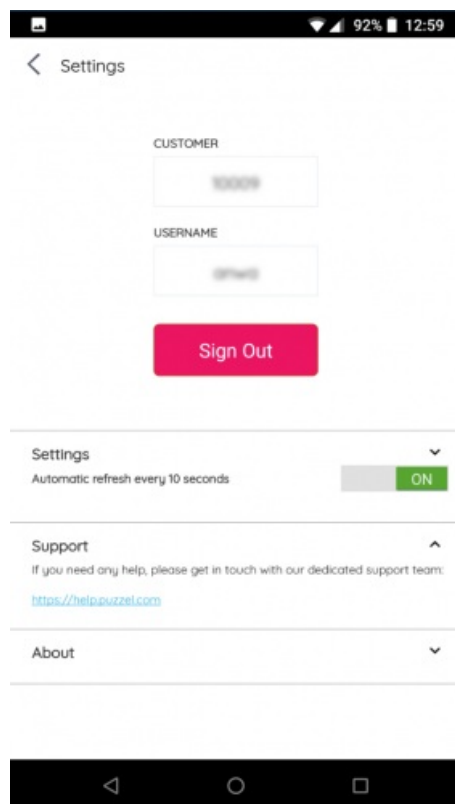 92% 12:59
Settings
CUSTOMER
10009
USERNAME
Sign Out
Settings
Automatic refresh every 10 seconds
ON
Support
If you need any help, please get in touch with our dedicated support team:
https://help.puzzel.com
About